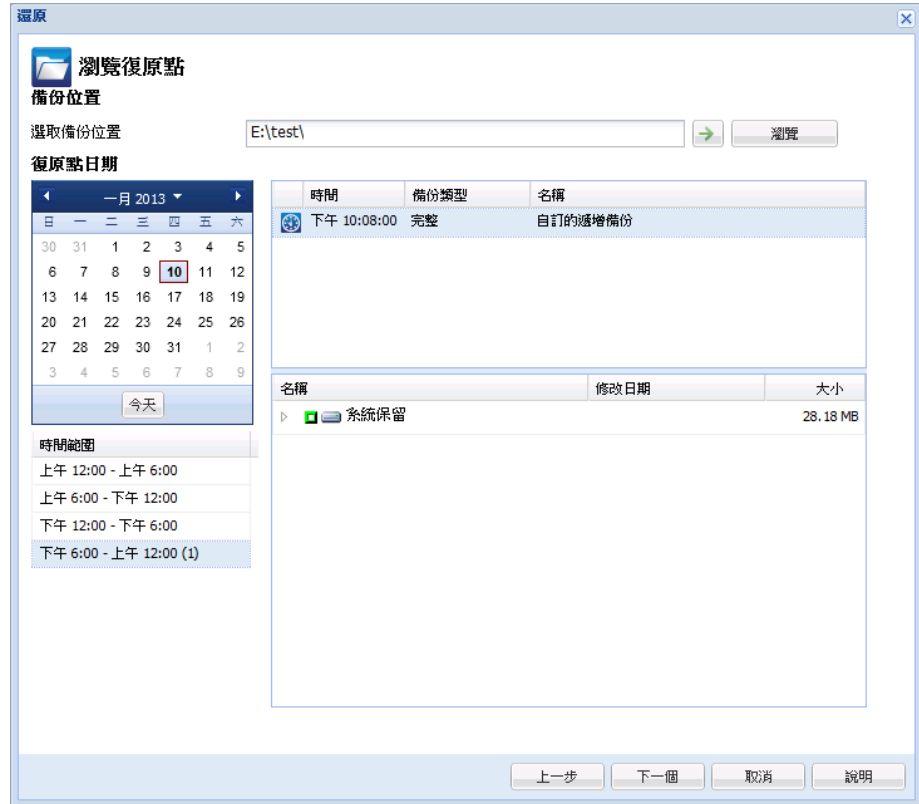 還原
瀏覽復原點
備份位置
選取備份位置 E:\test\ 瀏覽
復原點日期
一月 2013
日 一 二 三 四 五 六
30 31 1 2 3 4 5
6 7 8 9 10 11 12
13 14 15 16 17 18 19
20 21 22 23 24 25 26
27 28 29 30 31 1 2
3 4 5 6 7 8 9
今天
時間範圍
上午 12:00 - 上午 6:00
上午 6:00 - 下午 12:00
下午 12:00 - 下午 6:00
下午 6:00 - 上午 12:00 (1)
時間 備份類型 名稱
下午 10:08:00 完整 自訂的遞增備份
名稱 修改日期 大小
系統保留 28.18 MB
上一步 下一個 取消 說明